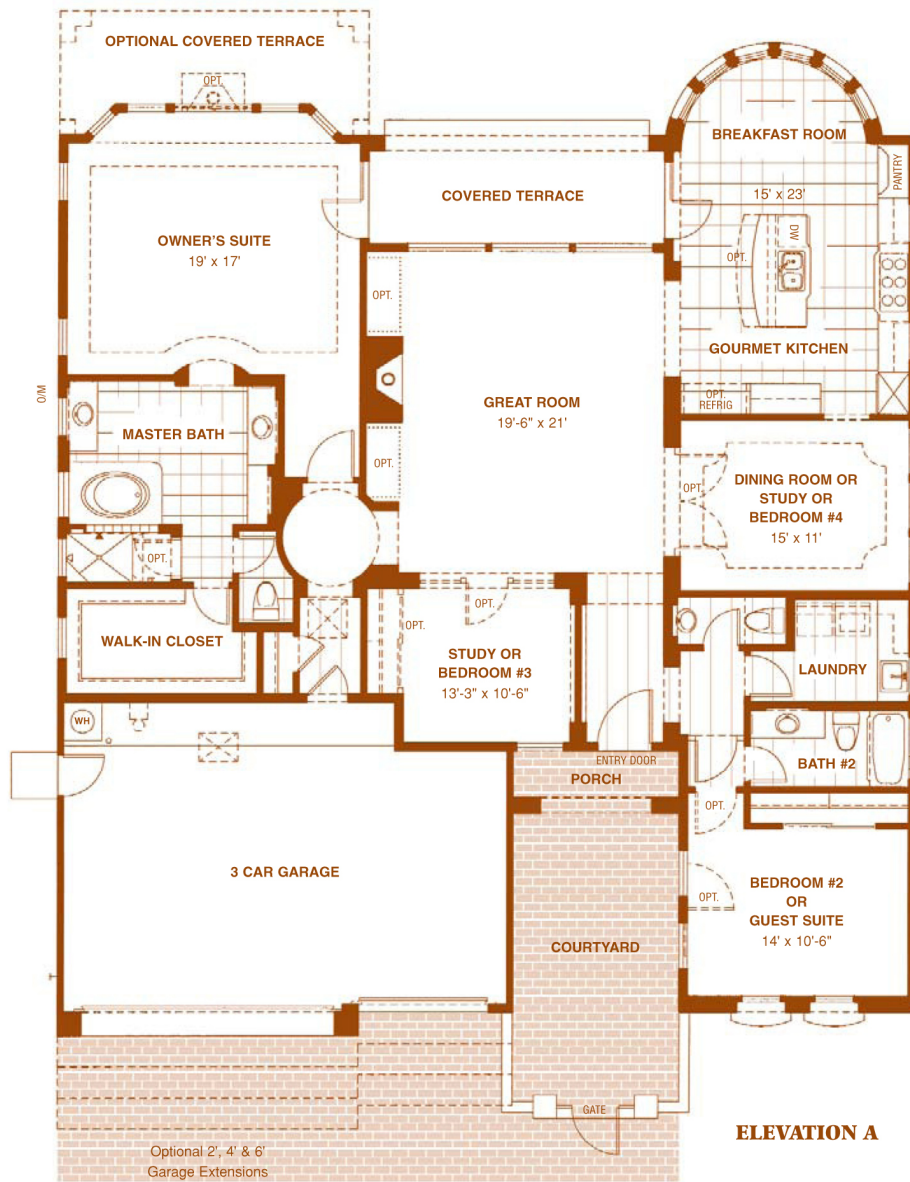 OPTIONAL COVERED TERRACE
OPT.
BREAKFAST ROOM
PANTRY
15' x 23'
COVERED TERRACE
DW
OWNER'S SUITE
19' x 17'
OPT.
OPT.
GOURMET KITCHEN
O/M
OPT.
REFRIG
GREAT ROOM
19'-6" x 21'
MASTER BATH
OPT.
OPT.
DINING ROOM OR
STUDY OR
BEDROOM #4
15' x 11'
OPT.
OPT.
OPT.
WALK-IN CLOSET
STUDY OR
BEDROOM #3
13'-3" x 10'-6"
LAUNDRY
WH
ENTRY DOOR
PORCH
BATH #2
OPT.
3 CAR GARAGE
BEDROOM #2
OR
GUEST SUITE
14' x 10'-6"
OPT.
COURTYARD
GATE
ELEVATION A
Optional 2', 4' & 6'
Garage Extensions